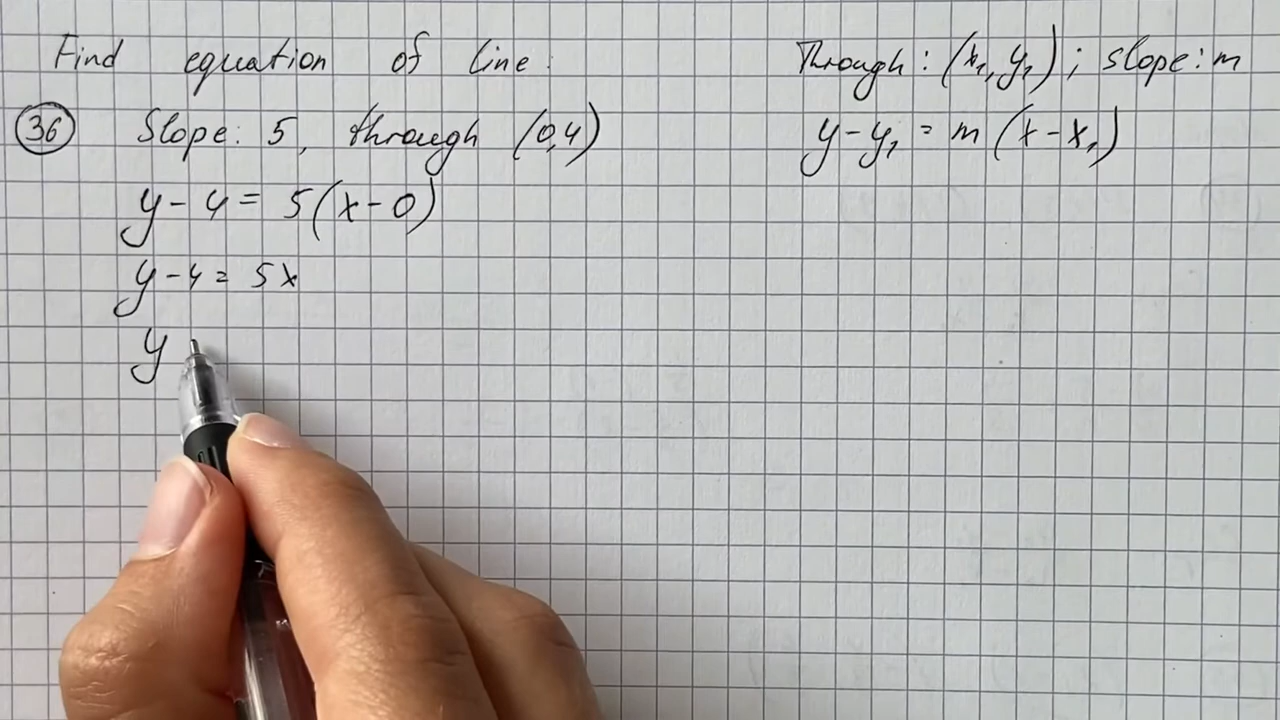 Find equation of line:
Through: (x₁, y₁); slope: m
36 Slope: 5, through (0,4)
y - y₁ = m (x - x₁)
y - 4 = 5(x - 0)
y - 4 = 5x
y